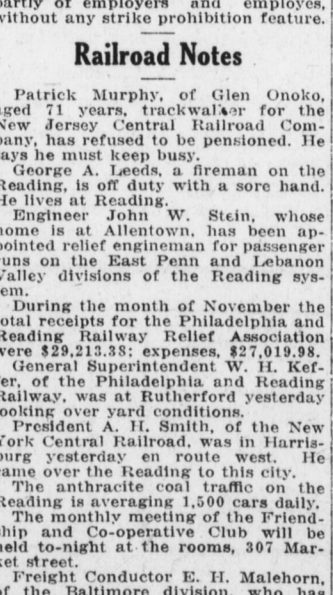 partly of employers and employes,
without any strike prohibition feature.
Railroad Notes
Patrick Murphy, of Glen Onoko,
aged 71 years, trackwalker for the
New Jersey Central Railroad Com-
pany, has refused to be pensioned. He
says he must keep busy.
George A. Leeds, a fireman on the
Reading, is off duty with a sore hand.
He lives at Reading.
Engineer John W. Stein, whose
home is at Allentown, has been ap-
pointed relief engineman for passenger
runs on the East Penn and Lebanon
Valley divisions of the Reading sys-
tem.
During the month of November the
total receipts for the Philadelphia and
Reading Railway Relief Association
were $29,213.38; expenses, $27,019.98.
General Superintendent W. H. Kef-
fer, of the Philadelphia and Reading
Railway, was at Rutherford yesterday
looking over yard conditions.
President A. H. Smith, of the New
York Central Railroad, was in Harris-
burg yesterday en route west. He
came over the Reading to this city.
The anthracite coal traffic on the
Reading is averaging 1,500 cars daily.
The monthly meeting of the Friend-
ship and Co-operative Club will be
held to-night at the rooms, 307 Mar-
ket street.
Freight Conductor E. H. Malehorn,
of the Baltimore division, who has